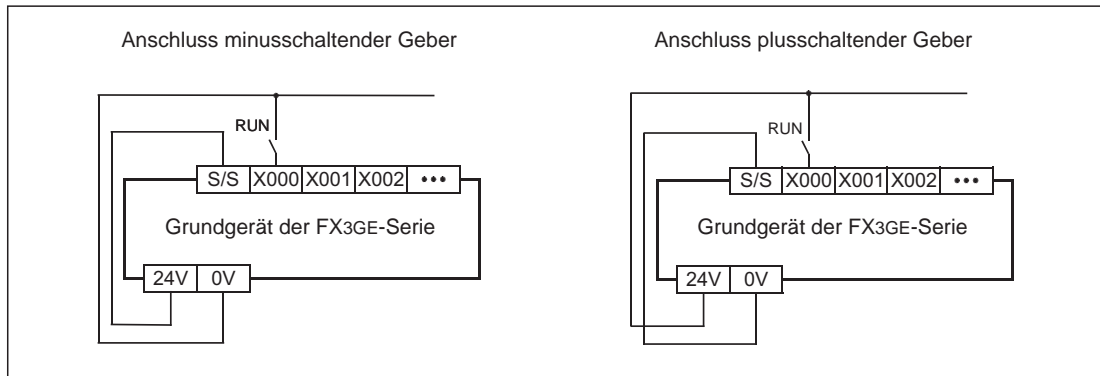 Anschluss minusschaltender Geber
RUN
S/S X000 X001 X002 •••
Grundgerät der FX3GE-Serie
24V 0V
Anschluss plusschaltender Geber
RUN
S/S X000 X001 X002 •••
Grundgerät der FX3GE-Serie
24V 0V